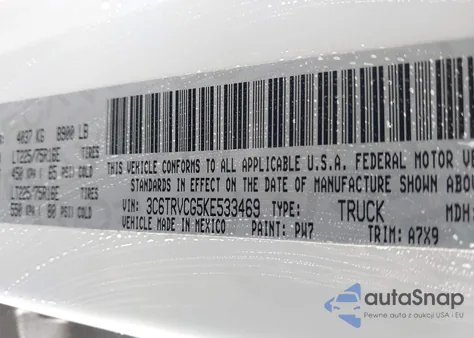 4037 KG 8900 LB
LT225/75R16E TIRES
450 KPA / 65 PSI COLD
LT225/75R16E TIRES
550 KPA / 80 PSI COLD
THIS VEHICLE CONFORMS TO ALL APPLICABLE U.S.A. FEDERAL MOTOR
STANDARDS IN EFFECT ON THE DATE OF MANUFACTURE SHOWN ABOVE.
VIN: 3C6TRVCG5KE533469 TYPE: TRUCK MDH:
VEHICLE MADE IN MEXICO PAINT: PW7 TRIM: A7X9
autoSnap
Pewne auta z aukcji USA i EU